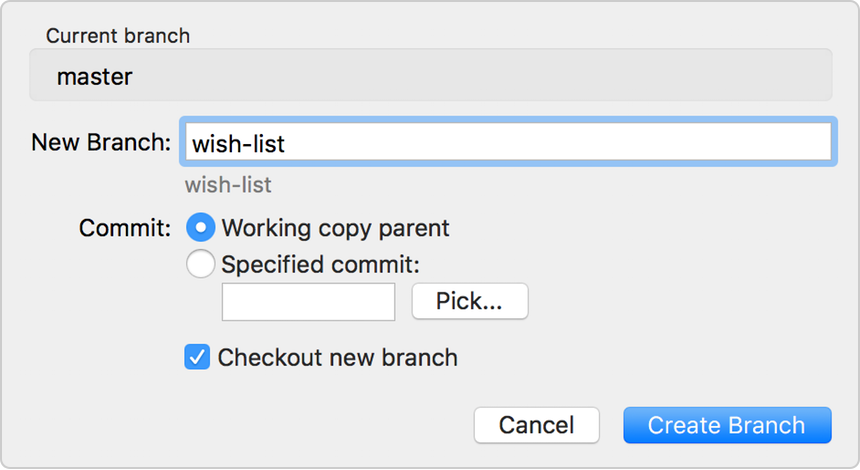 Current branch
master
New Branch: wish-list
wish-list
Commit: Working copy parent
Specified commit:
Pick...
Checkout new branch
Cancel Create Branch